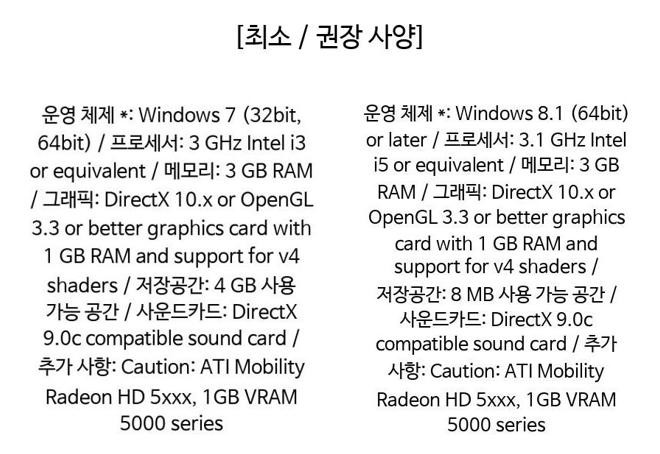 [최소 / 권장 사양]
운영 체제 *: Windows 7 (32bit,
64bit) / 프로세서: 3 GHz Intel i3
or equivalent / 메모리: 3 GB RAM
/ 그래픽: DirectX 10.x or OpenGL
3.3 or better graphics card with
1 GB RAM and support for v4
shaders / 저장공간: 4 GB 사용
가능 공간 / 사운드카드: DirectX
9.0c compatible sound card /
추가 사항: Caution: ATI Mobility
Radeon HD 5xxx, 1GB VRAM
5000 series
운영 체제 *: Windows 8.1 (64bit)
or later / 프로세서: 3.1 GHz Intel
i5 or equivalent / 메모리: 3 GB
RAM / 그래픽: DirectX 10.x or
OpenGL 3.3 or better graphics
card with 1 GB RAM and
support for v4 shaders /
저장공간: 8 MB 사용 가능 공간 /
사운드카드: DirectX 9.0c
compatible sound card / 추가
사항: Caution: ATI Mobility
Radeon HD 5xxx, 1GB VRAM
5000 series